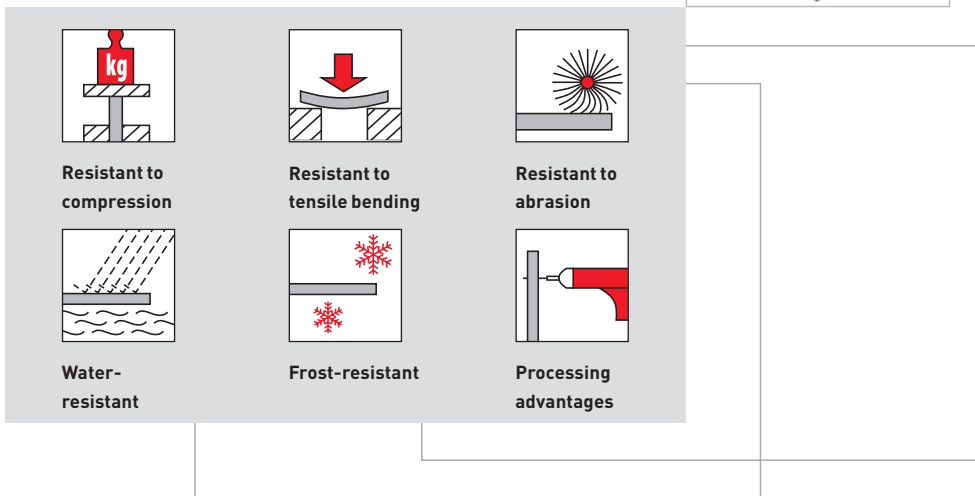 kg
Resistant to
compression
Resistant to
tensile bending
Resistant to
abrasion
Water-
resistant
Frost-resistant
Processing
advantages